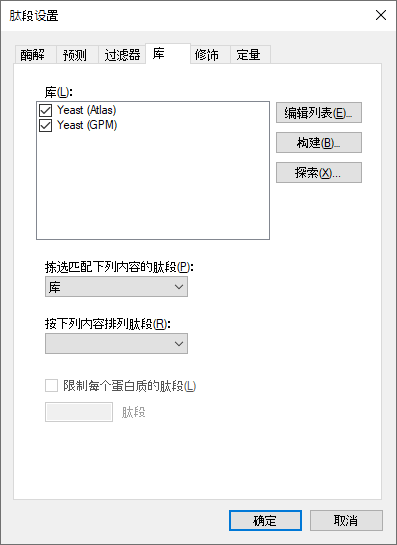 肽段设置
酶解 预测 过滤器 库 修饰 定量
库(L):
Yeast (Atlas)
Yeast (GPM)
编辑列表(E)...
构建(B)...
探索(X)...
拣选匹配下列内容的肽段(P):
库
按下列内容排列肽段(R):
限制每个蛋白质的肽段(L)
肽段
确定 取消